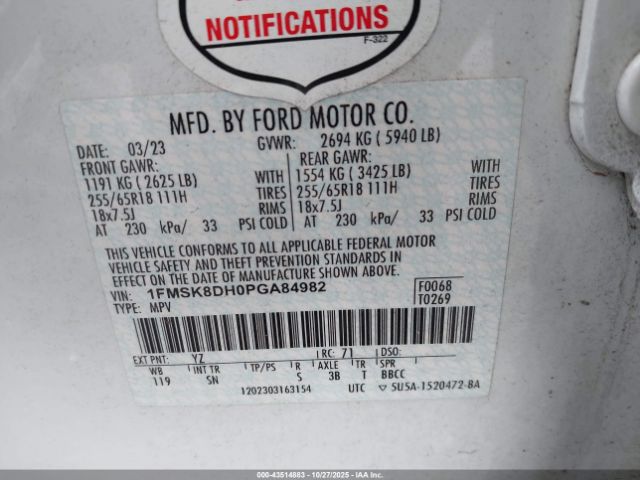 NOTIFICATIONS
F-322
MFD. BY FORD MOTOR CO.
DATE: 03/23 GVWR: 2694 KG ( 5940 LB)
FRONT GAWR: REAR GAWR:
1191 KG ( 2625 LB) WITH 1554 KG ( 3425 LB) WITH
255/65R18 111H TIRES 255/65R18 111H TIRES
18x7.5J RIMS 18x7.5J RIMS
AT 230 kPa/ 33 PSI COLD AT 230 kPa/ 33 PSI COLD
THIS VEHICLE CONFORMS TO ALL APPLICABLE FEDERAL MOTOR
VEHICLE SAFETY AND THEFT PREVENTION STANDARDS IN
EFFECT ON THE DATE OF MANUFACTURE SHOWN ABOVE.
VIN: 1FMSK8DH0PGA84982 F0068
TYPE: MPV T0269
EXT PNT: YZ RC: 71 DSO:
WB INT TR TP/PS R AXLE TR SPR
119 SN S 3B T BBCC
1202303163154 UTC 5U5A-1520472-BA
000-43514883 - 10/27/2025 - IAA Inc.